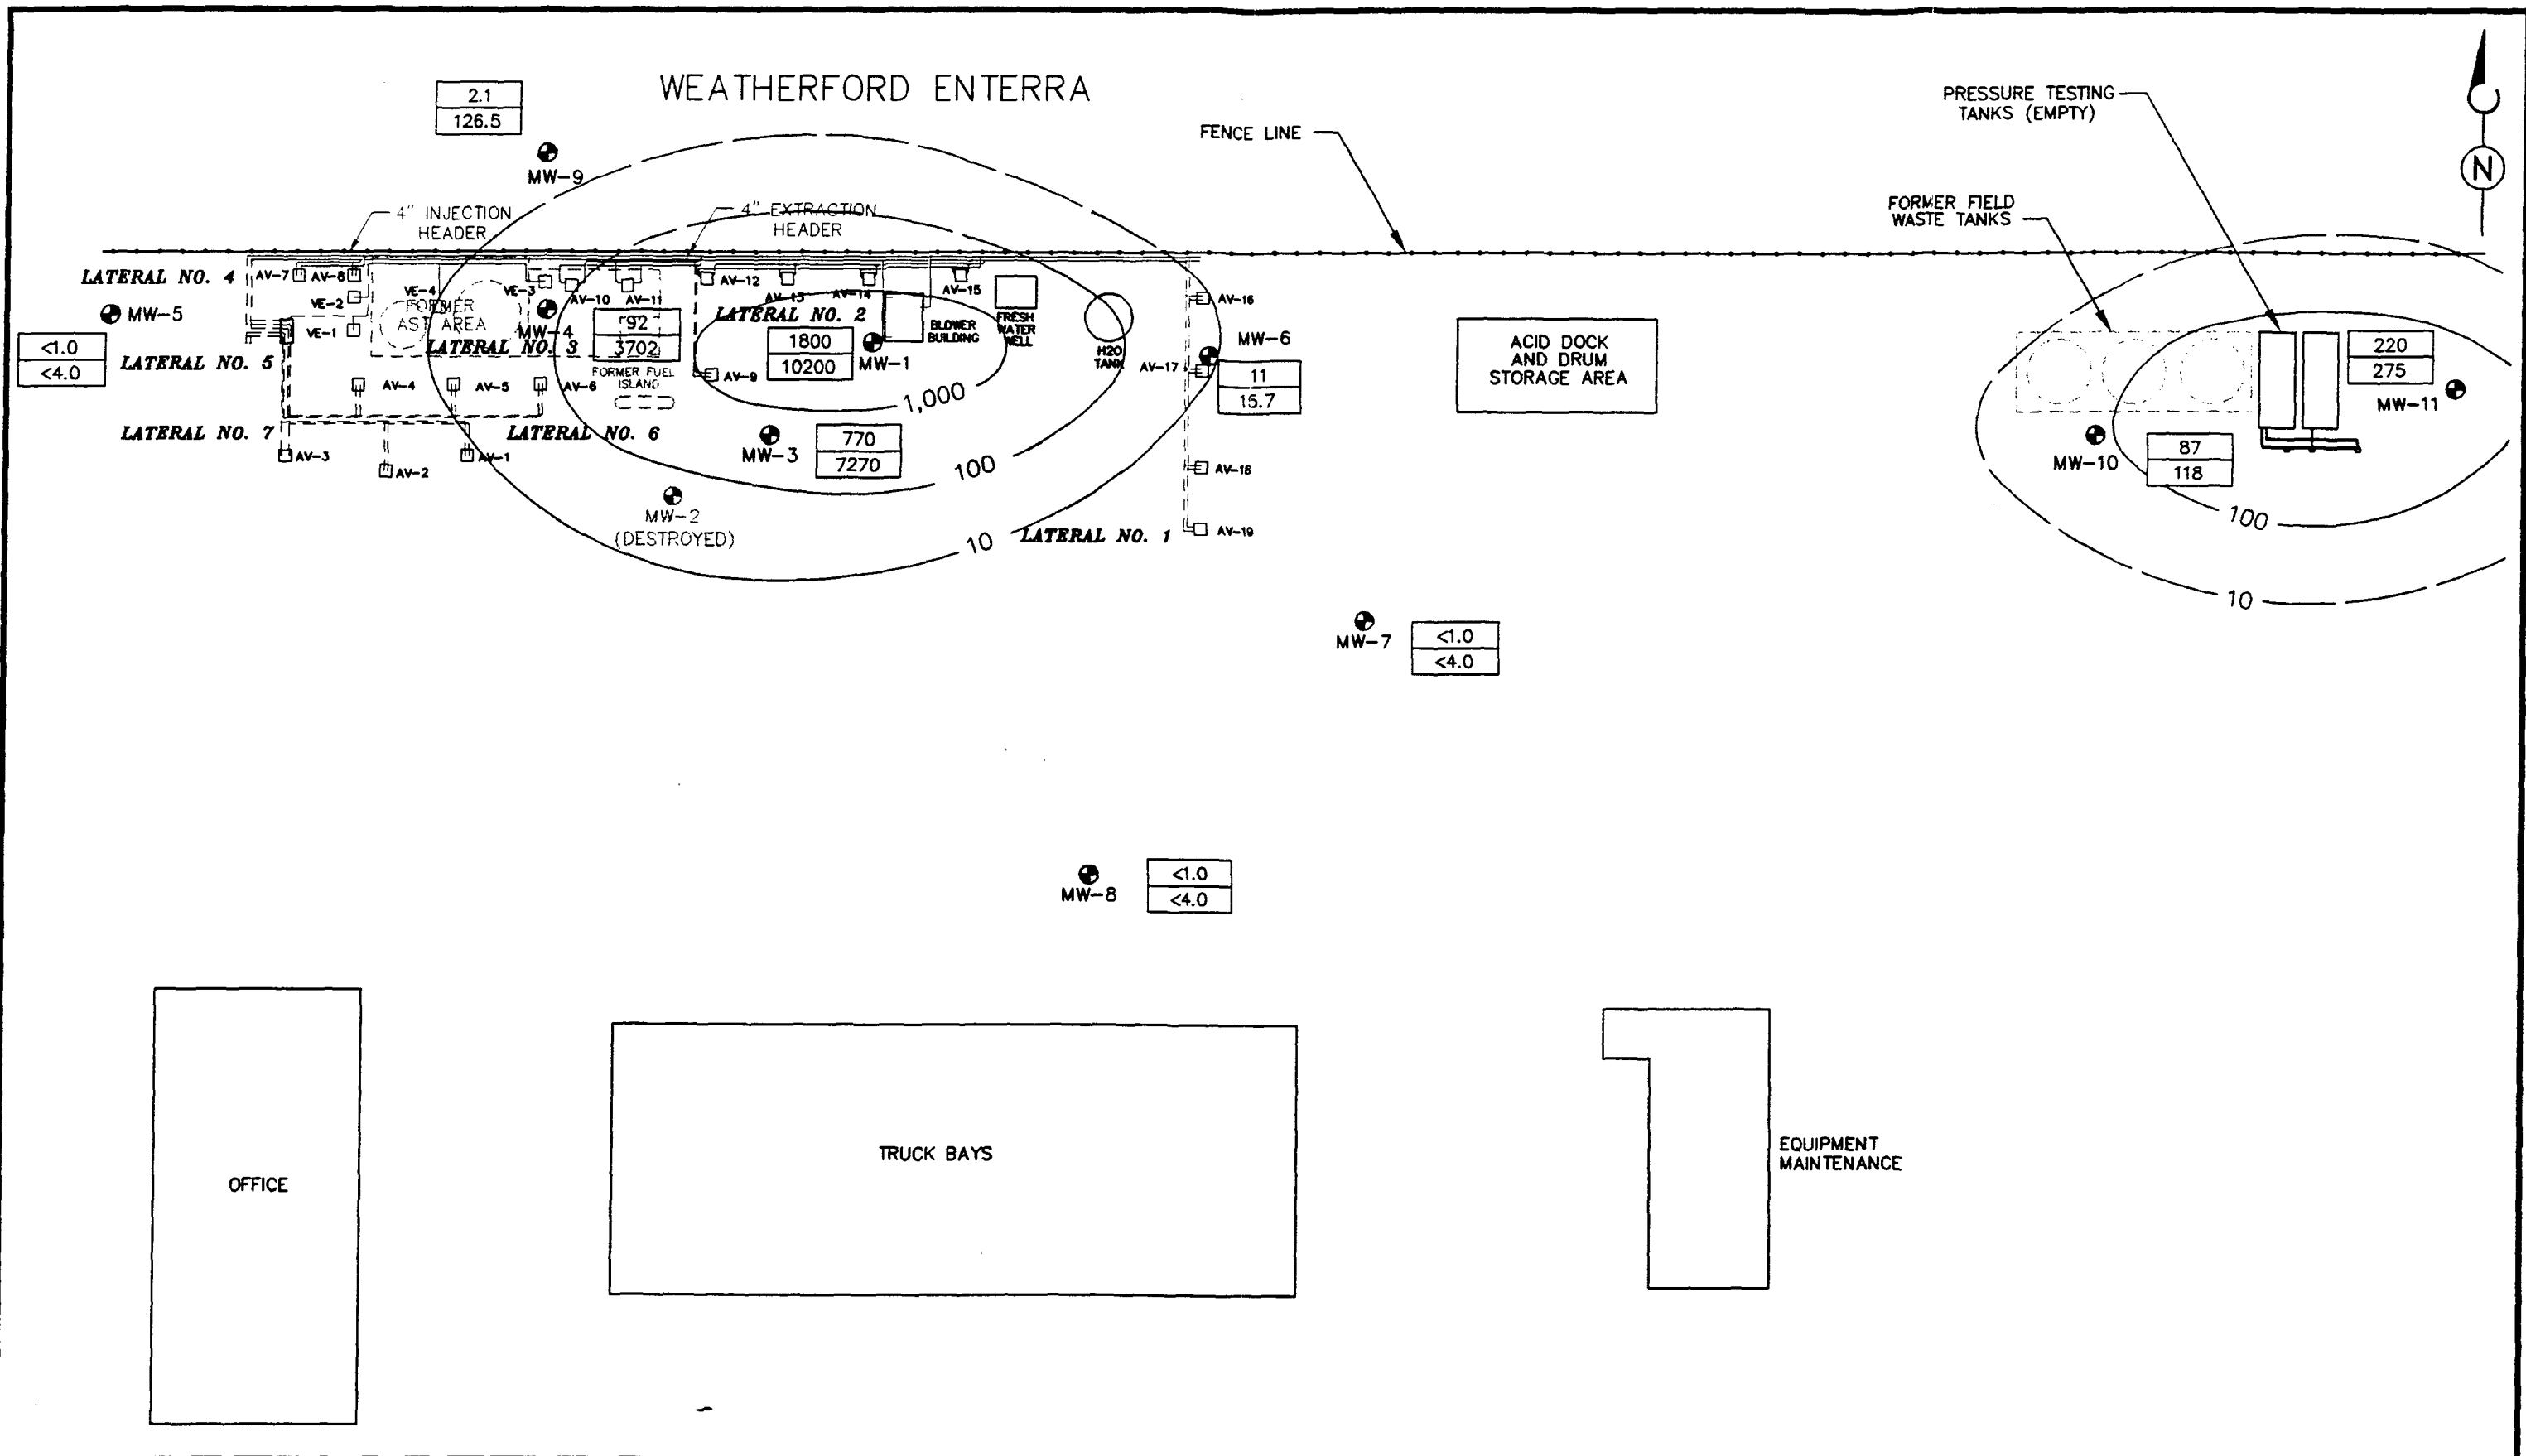 WEATHERFORD ENTERRA
2.1
126.5
MW-9
FENCE LINE
PRESSURE TESTING
TANKS (EMPTY)
N
FORMER FIELD
WASTE TANKS
4" INJECTION
HEADER
4" EXTRACTION
HEADER
LATERAL NO. 4
AV-7
AV-8
VE-2
VE-1
VE-4
VE-3
FORMER
AST AREA
MW-4
AV-10
AV-11
AV-12
AV-13
AV-14
AV-15
AV-16
MW-5
<1.0
<4.0
LATERAL NO. 5
LATERAL NO. 3
92
3702
FORMER FUEL
ISLAND
LATERAL NO. 2
1800
10200
MW-1
BLOWER
BUILDING
FRESH
WATER
WELL
H20
TANK
AV-17
MW-6
11
15.7
ACID DOCK
AND DRUM
STORAGE AREA
220
275
MW-11
AV-4
AV-5
AV-6
AV-9
1,000
LATERAL NO. 7
LATERAL NO. 6
AV-3
AV-2
AV-1
MW-3
770
7270
100
AV-18
MW-10
87
118
100
MW-2
(DESTROYED)
10
LATERAL NO. 1
AV-19
10
MW-7
<1.0
<4.0
MW-8
<1.0
<4.0
OFFICE
TRUCK BAYS
EQUIPMENT
MAINTENANCE